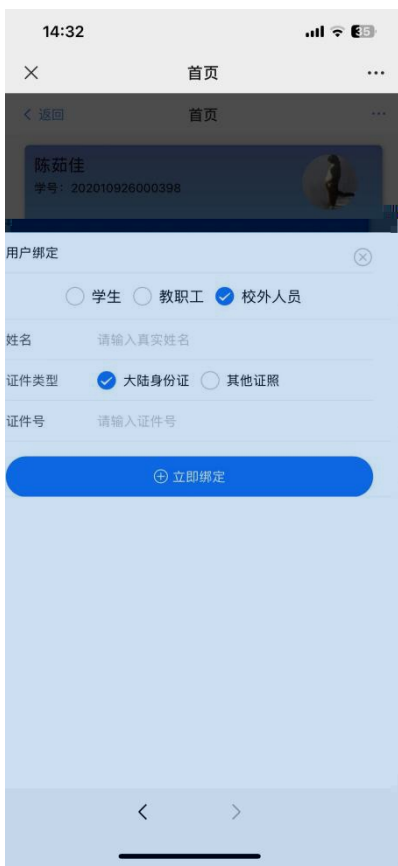 14:32
35
首页
返回
首页
陈茹佳
学号：202010926000398
用户绑定
学生 教职工 校外人员
姓名 请输入真实姓名
证件类型 大陆身份证 其他证照
证件号 请输入证件号
立即绑定